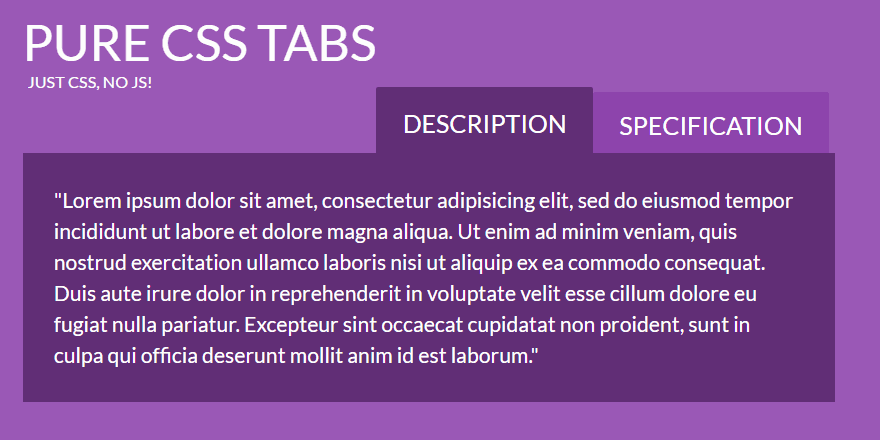 PURE CSS TABS
JUST CSS, NO JS!
DESCRIPTION
SPECIFICATION
"Lorem ipsum dolor sit amet, consectetur adipisicing elit, sed do eiusmod tempor
incididunt ut labore et dolore magna aliqua. Ut enim ad minim veniam, quis
nostrud exercitation ullamco laboris nisi ut aliquip ex ea commodo consequat.
Duis aute irure dolor in reprehenderit in voluptate velit esse cillum dolore eu
fugiat nulla pariatur. Excepteur sint occaecat cupidatat non proident, sunt in
culpa qui officia deserunt mollit anim id est laborum."